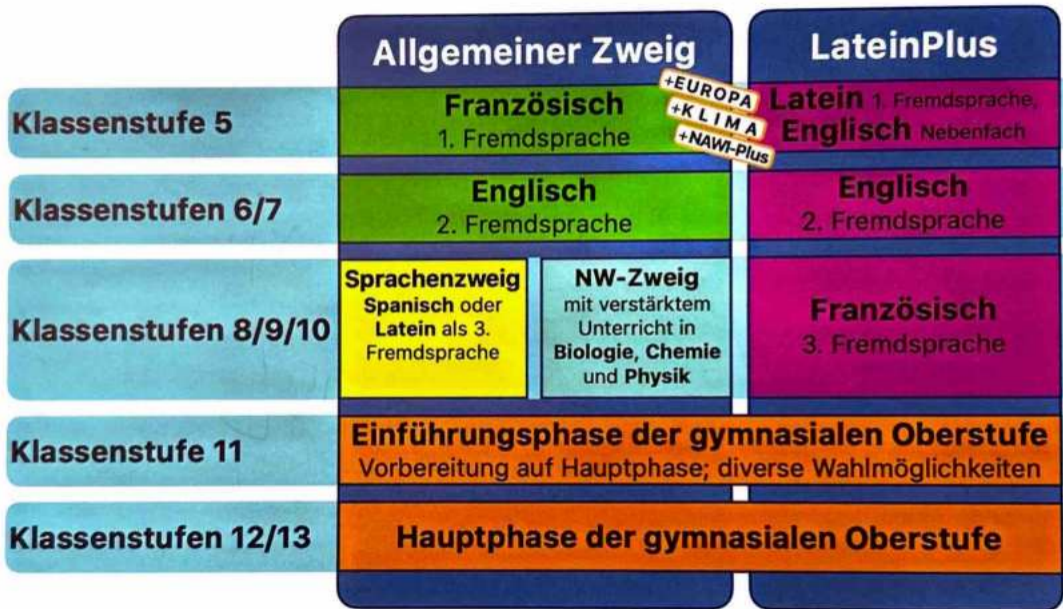 Allgemeiner Zweig
LateinPlus
Klassenstufe 5
Französisch
1. Fremdsprache
+EUROPA
+KLIMA
+NAWI-Plus
Latein 1. Fremdsprache,
Englisch Nebenfach
Klassenstufen 6/7
Englisch
2. Fremdsprache
Englisch
2. Fremdsprache
Klassenstufen 8/9/10
Sprachenzweig
Spanisch oder
Latein als 3.
Fremdsprache
NW-Zweig
mit verstärktem
Unterricht in
Biologie, Chemie
und Physik
Französisch
3. Fremdsprache
Klassenstufe 11
Einführungsphase der gymnasialen Oberstufe
Vorbereitung auf Hauptphase; diverse Wahlmöglichkeiten
Klassenstufen 12/13
Hauptphase der gymnasialen Oberstufe